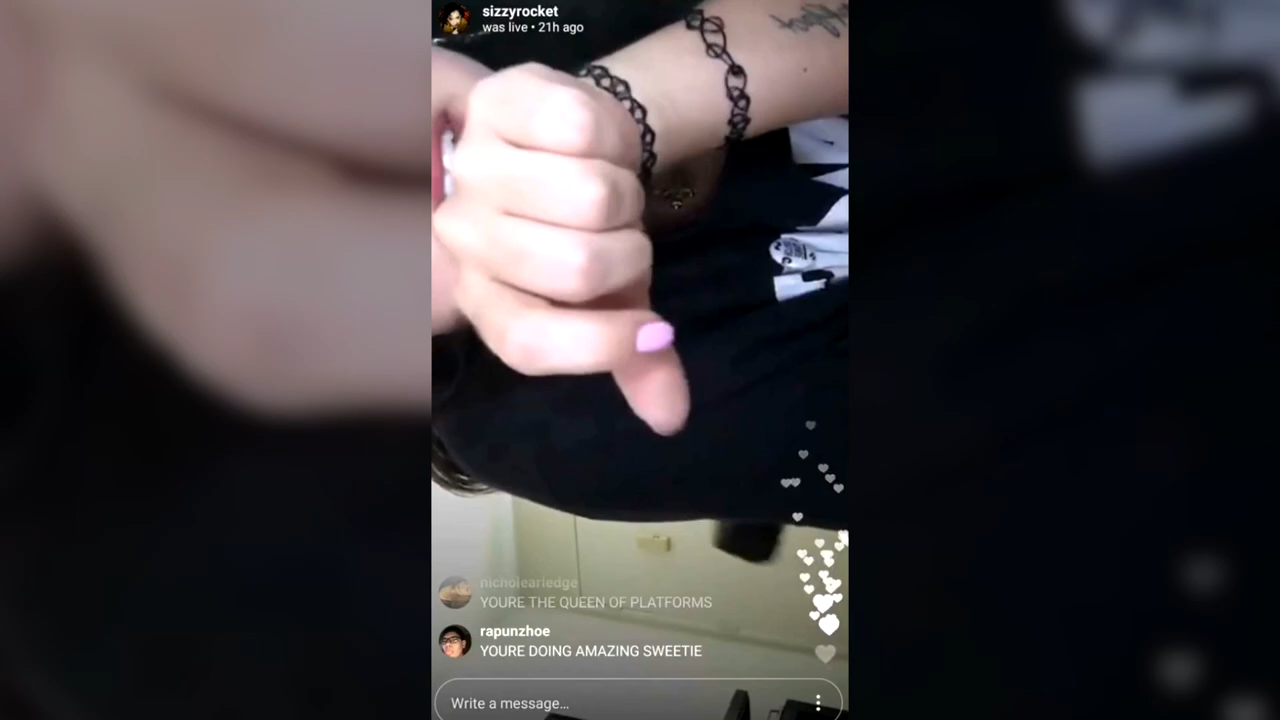 sizzyrocket
was live • 21h ago
nicholearledge
YOURE THE QUEEN OF PLATFORMS
rapunzhoe
YOURE DOING AMAZING SWEETIE
Write a message…